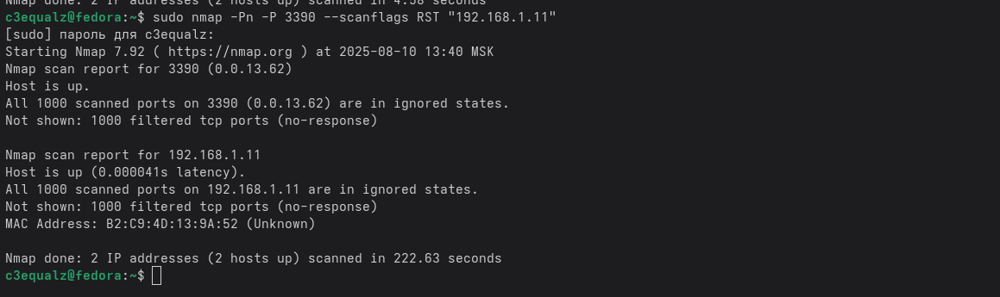 Nmap done: 2 IP addresses (2 hosts up) scanned in 4.58 seconds
c3equalz@fedora:~$ sudo nmap -Pn -P 3390 --scanflags RST "192.168.1.11"
[sudo] пароль для c3equalz:
Starting Nmap 7.92 ( https://nmap.org ) at 2025-08-10 13:40 MSK
Nmap scan report for 3390 (0.0.13.62)
Host is up.
All 1000 scanned ports on 3390 (0.0.13.62) are in ignored states.
Not shown: 1000 filtered tcp ports (no-response)
Nmap scan report for 192.168.1.11
Host is up (0.000041s latency).
All 1000 scanned ports on 192.168.1.11 are in ignored states.
Not shown: 1000 filtered tcp ports (no-response)
MAC Address: B2:C9:4D:13:9A:52 (Unknown)
Nmap done: 2 IP addresses (2 hosts up) scanned in 222.63 seconds
c3equalz@fedora:~$